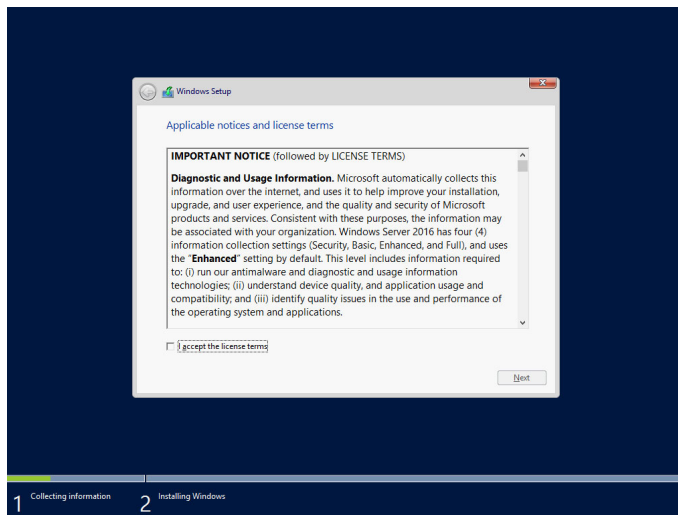 Windows Setup
Applicable notices and license terms
IMPORTANT NOTICE (followed by LICENSE TERMS)
Diagnostic and Usage Information. Microsoft automatically collects this
information over the internet, and uses it to help improve your installation,
upgrade, and user experience, and the quality and security of Microsoft
products and services. Consistent with these purposes, the information may
be associated with your organization. Windows Server 2016 has four (4)
information collection settings (Security, Basic, Enhanced, and Full), and uses
the “Enhanced” setting by default. This level includes information required
to: (i) run our antimalware and diagnostic and usage information
technologies; (ii) understand device quality, and application usage and
compatibility; and (iii) identify quality issues in the use and performance of
the operating system and applications.
I accept the license terms
Next
1 Collecting information
2 Installing Windows